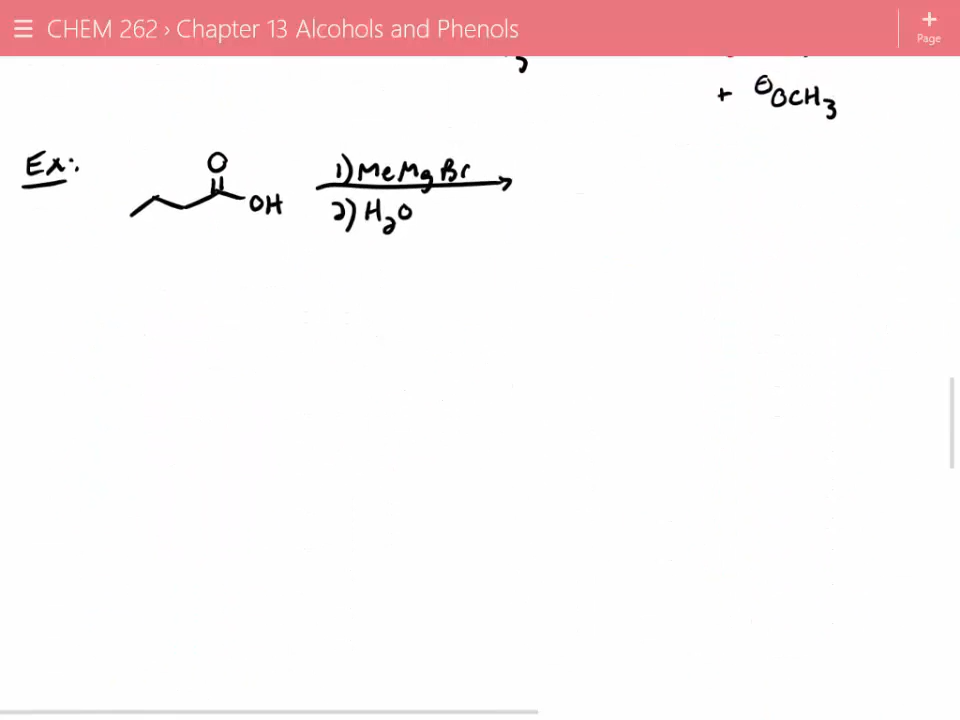 CHEM 262 › Chapter 13 Alcohols and Phenols
Page
+ ⊖OCH₃
Ex:
O
OH
1) MeMgBr
2) H₂O